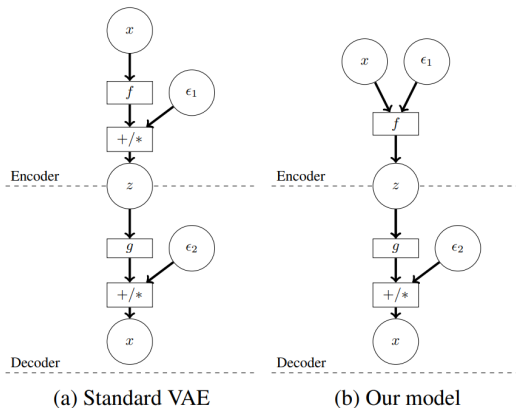 x
f
ϵ1
+/*
Encoder
z
g
ϵ2
+/*
x
Decoder
(a) Standard VAE
x
ϵ1
f
Encoder
z
g
ϵ2
+/*
x
Decoder
(b) Our model